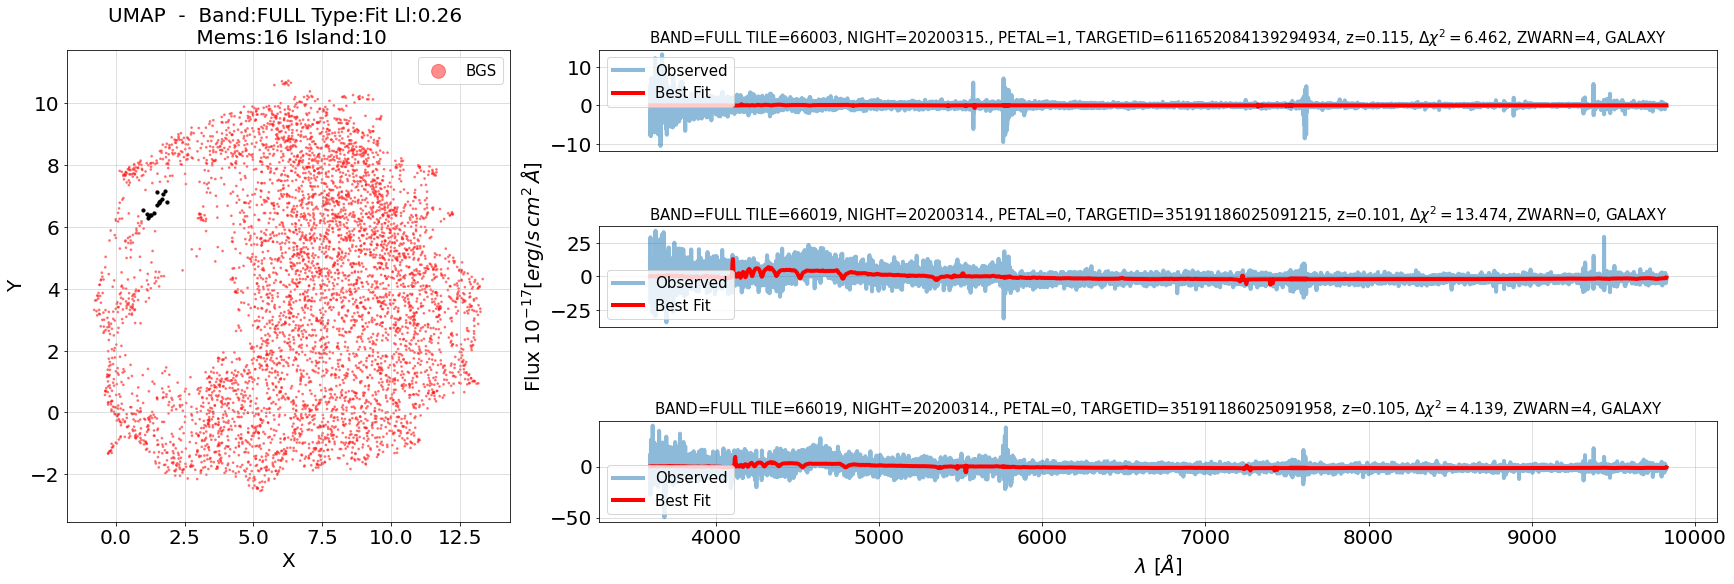 UMAP - Band:FULL Type:Fit Ll:0.26
Mems:16 Island:10
BGS
10
8
6
4
2
0
−2
Y
0.0 2.5 5.0 7.5 10.0 12.5
X
Flux 10⁻¹⁷[erg/s cm² Å]
BAND=FULL TILE=66003, NIGHT=20200315., PETAL=1, TARGETID=611652084139294934, z=0.115, Δχ² = 6.462, ZWARN=4, GALAXY
Observed
Best Fit
10
0
−10
BAND=FULL TILE=66019, NIGHT=20200314., PETAL=0, TARGETID=35191186025091215, z=0.101, Δχ² = 13.474, ZWARN=0, GALAXY
25
0
−25
Observed
Best Fit
BAND=FULL TILE=66019, NIGHT=20200314., PETAL=0, TARGETID=35191186025091958, z=0.105, Δχ² = 4.139, ZWARN=4, GALAXY
0
−50
Observed
Best Fit
4000 5000 6000 7000 8000 9000 10000
λ [Å]